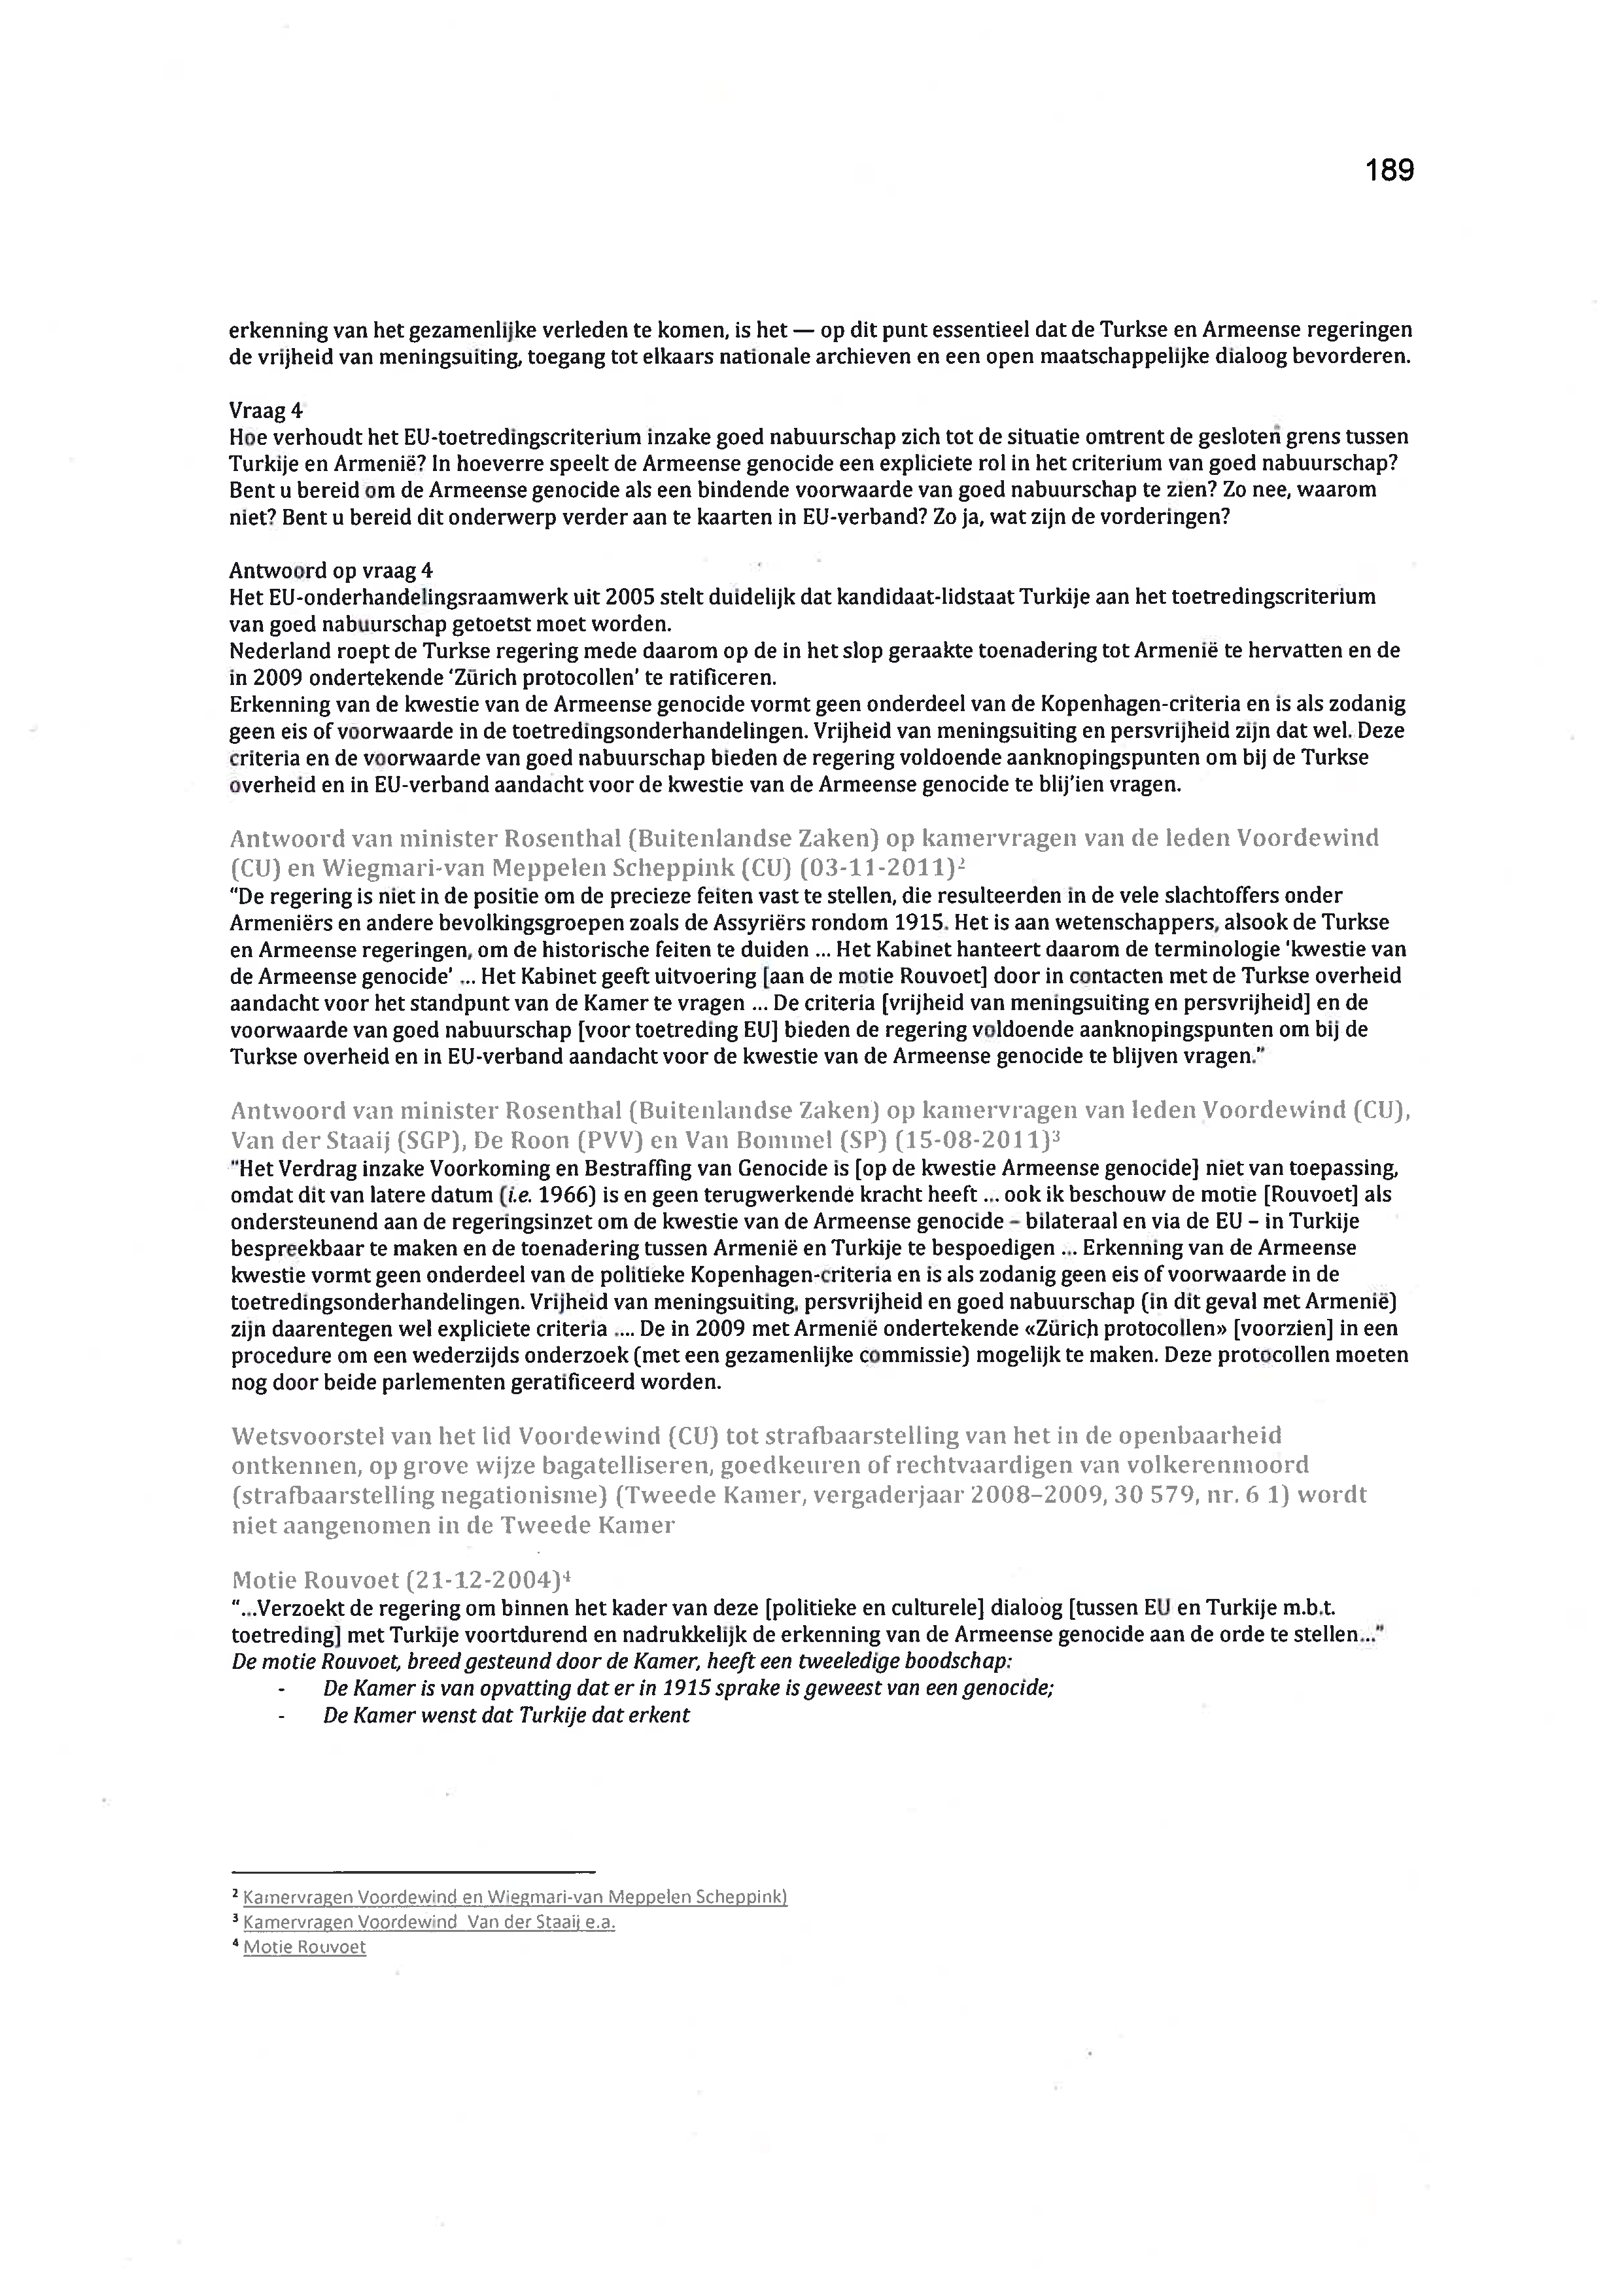 189
erkenning van het gezamenlijke verleden te komen, is het — op dit punt essentieel dat de Turkse en Armeense regeringen
de vrijheid van meningsuiting, toegang tot elkaars nationale archieven en een open maatschappelijke dialoog bevorderen.
Vraag 4
Hoe verhoudt het EU-toetredingscriterium inzake goed nabuurschap zich tot de situatie omtrent de gesloten grens tussen
Turkije en Armenië? In hoeverre speelt de Armeense genocide een expliciete rol in het criterium van goed nabuurschap?
Bent u bereid om de Armeense genocide als een bindende voorwaarde van goed nabuurschap te zien? Zo nee, waarom
niet? Bent u bereid dit onderwerp verder aan te kaarten in EU-verband? Zo ja, wat zijn de vorderingen?
Antwoord op vraag 4
Het EU-onderhandelingsraamwerk uit 2005 stelt duidelijk dat kandidaat-lidstaat Turkije aan het toetredingscriterium
van goed nabuurschap getoetst moet worden.
Nederland roept de Turkse regering mede daarom op de in het slop geraakte toenadering tot Armenië te hervatten en de
in 2009 ondertekende ‘Zürich protocollen’ te ratificeren.
Erkenning van de kwestie van de Armeense genocide vormt geen onderdeel van de Kopenhagen-criteria en is als zodanig
geen eis of voorwaarde in de toetredingsonderhandelingen. Vrijheid van meningsuiting en persvrijheid zijn dat wel. Deze
criteria en de voorwaarde van goed nabuurschap bieden de regering voldoende aanknopingspunten om bij de Turkse
overheid en in EU-verband aandacht voor de kwestie van de Armeense genocide te blij'ien vragen.
Antwoord van minister Rosenthal (Buitenlandse Zaken) op kamervragen van de leden Voordewind
(CU) en Wiegmari-van Meppelen Scheppink (CU) (03-11-2011)²
“De regering is niet in de positie om de precieze feiten vast te stellen, die resulteerden in de vele slachtoffers onder
Armeniërs en andere bevolkingsgroepen zoals de Assyriërs rondom 1915. Het is aan wetenschappers, alsook de Turkse
en Armeense regeringen, om de historische feiten te duiden ... Het Kabinet hanteert daarom de terminologie 'kwestie van
de Armeense genocide' ... Het Kabinet geeft uitvoering [aan de motie Rouvoet] door in contacten met de Turkse overheid
aandacht voor het standpunt van de Kamer te vragen ... De criteria [vrijheid van meningsuiting en persvrijheid] en de
voorwaarde van goed nabuurschap [voor toetreding EU] bieden de regering voldoende aanknopingspunten om bij de
Turkse overheid en in EU-verband aandacht voor de kwestie van de Armeense genocide te blijven vragen."
Antwoord van minister Rosenthal (Buitenlandse Zaken) op kamervragen van leden Voordewind (CU),
Van der Staaij (SGP), De Roon (PVV) en Van Bommel (SP) (15-08-2011)³
"Het Verdrag inzake Voorkoming en Bestraffing van Genocide is [op de kwestie Armeense genocide] niet van toepassing,
omdat dit van latere datum (i.e. 1966) is en geen terugwerkende kracht heeft ... ook ik beschouw de motie [Rouvoet] als
ondersteunend aan de regeringsinzet om de kwestie van de Armeense genocide – bilateraal en via de EU – in Turkije
bespreekbaar te maken en de toenadering tussen Armenië en Turkije te bespoedigen ... Erkenning van de Armeense
kwestie vormt geen onderdeel van de politieke Kopenhagen-criteria en is als zodanig geen eis of voorwaarde in de
toetredingsonderhandelingen. Vrijheid van meningsuiting, persvrijheid en goed nabuurschap (in dit geval met Armenië)
zijn daarentegen wel expliciete criteria .... De in 2009 met Armenië ondertekende «Zürich protocollen» [voorzien] in een
procedure om een wederzijds onderzoek (met een gezamenlijke commissie) mogelijk te maken. Deze protocollen moeten
nog door beide parlementen geratificeerd worden.
Wetsvoorstel van het lid Voordewind (CU) tot strafbaarstelling van het in de openbaarheid
ontkennen, op grove wijze bagatelliseren, goedkeuren of rechtvaardigen van volkerenmoord
(strafbaarstelling negationisme) (Tweede Kamer, vergaderjaar 2008–2009, 30 579, nr. 6 1) wordt
niet aangenomen in de Tweede Kamer
Motie Rouvoet (21-12-2004)⁴
“...Verzoekt de regering om binnen het kader van deze [politieke en culturele] dialoog [tussen EU en Turkije m.b.t.
toetreding] met Turkije voortdurend en nadrukkelijk de erkenning van de Armeense genocide aan de orde te stellen..."
De motie Rouvoet, breed gesteund door de Kamer, heeft een tweeledige boodschap:
- De Kamer is van opvatting dat er in 1915 sprake is geweest van een genocide;
- De Kamer wenst dat Turkije dat erkent
² Kamervragen Voordewind en Wiegmari-van Meppelen Scheppink)
³ Kamervragen Voordewind Van der Staaij e.a.
⁴ Motie Rouvoet